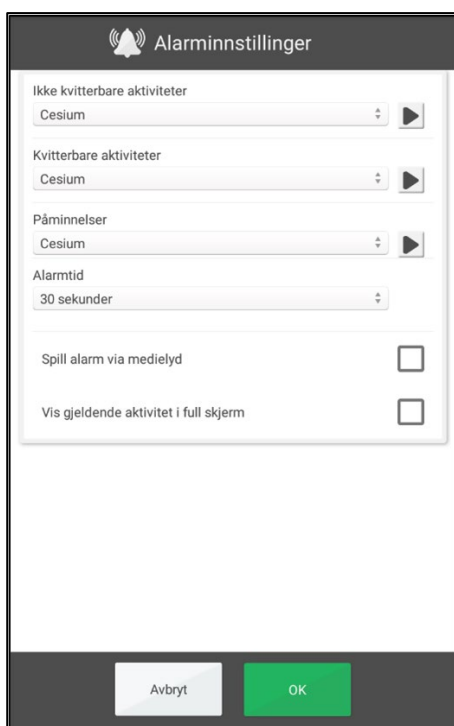 Alarminnstillinger
Ikke kvitterbare aktiviteter
Cesium
Kvitterbare aktiviteter
Cesium
Påminnelser
Cesium
Alarmtid
30 sekunder
Spill alarm via medielyd
Vis gjeldende aktivitet i full skjerm
Avbryt
OK